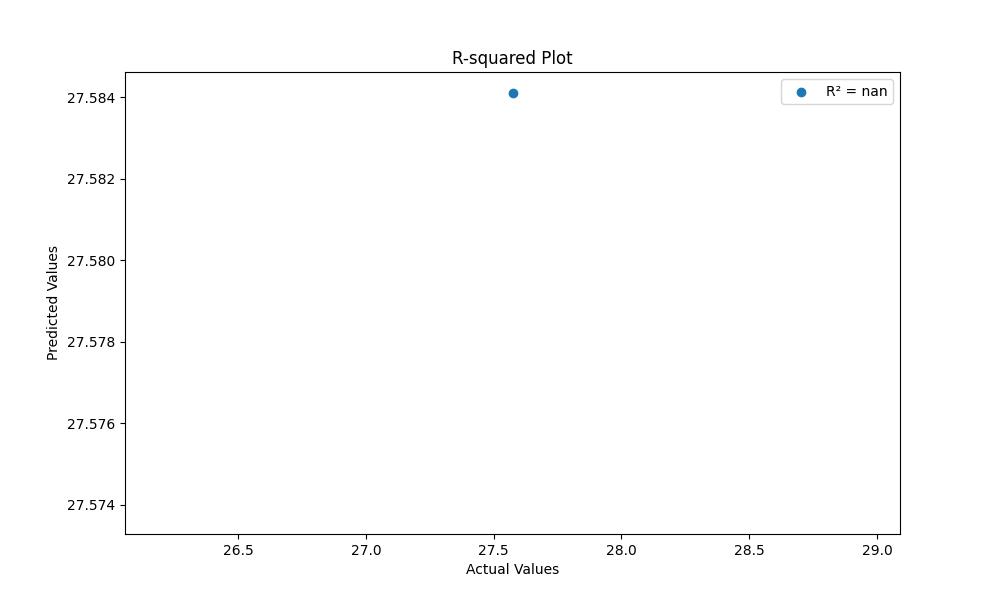 R-squared Plot
R² = nan
27.584
27.582
27.580
27.578
27.576
27.574
Predicted Values
26.5 27.0 27.5 28.0 28.5 29.0
Actual Values